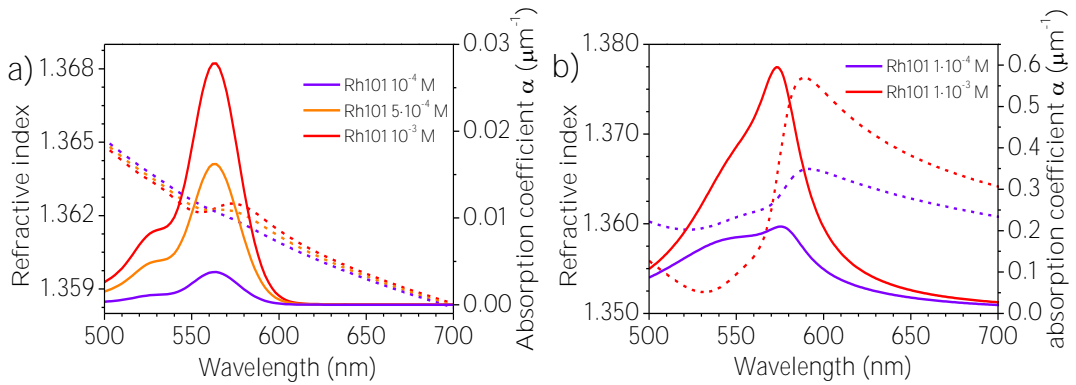 a)
Refractive index
1.368
1.365
1.362
1.359
Rh101 10⁻⁴ M
Rh101 5·10⁻⁴ M
Rh101 10⁻³ M
0.03
0.02
0.01
0.00
Absorption coefficient α (μm⁻¹)
500 550 600 650 700
Wavelength (nm)
b)
Refractive index
1.380
1.370
1.360
1.350
Rh101 1·10⁻⁴ M
Rh101 1·10⁻³ M
0.6
0.5
0.4
0.3
0.2
0.1
0.0
absorption coefficient α (μm⁻¹)
500 550 600 650 700
Wavelength (nm)